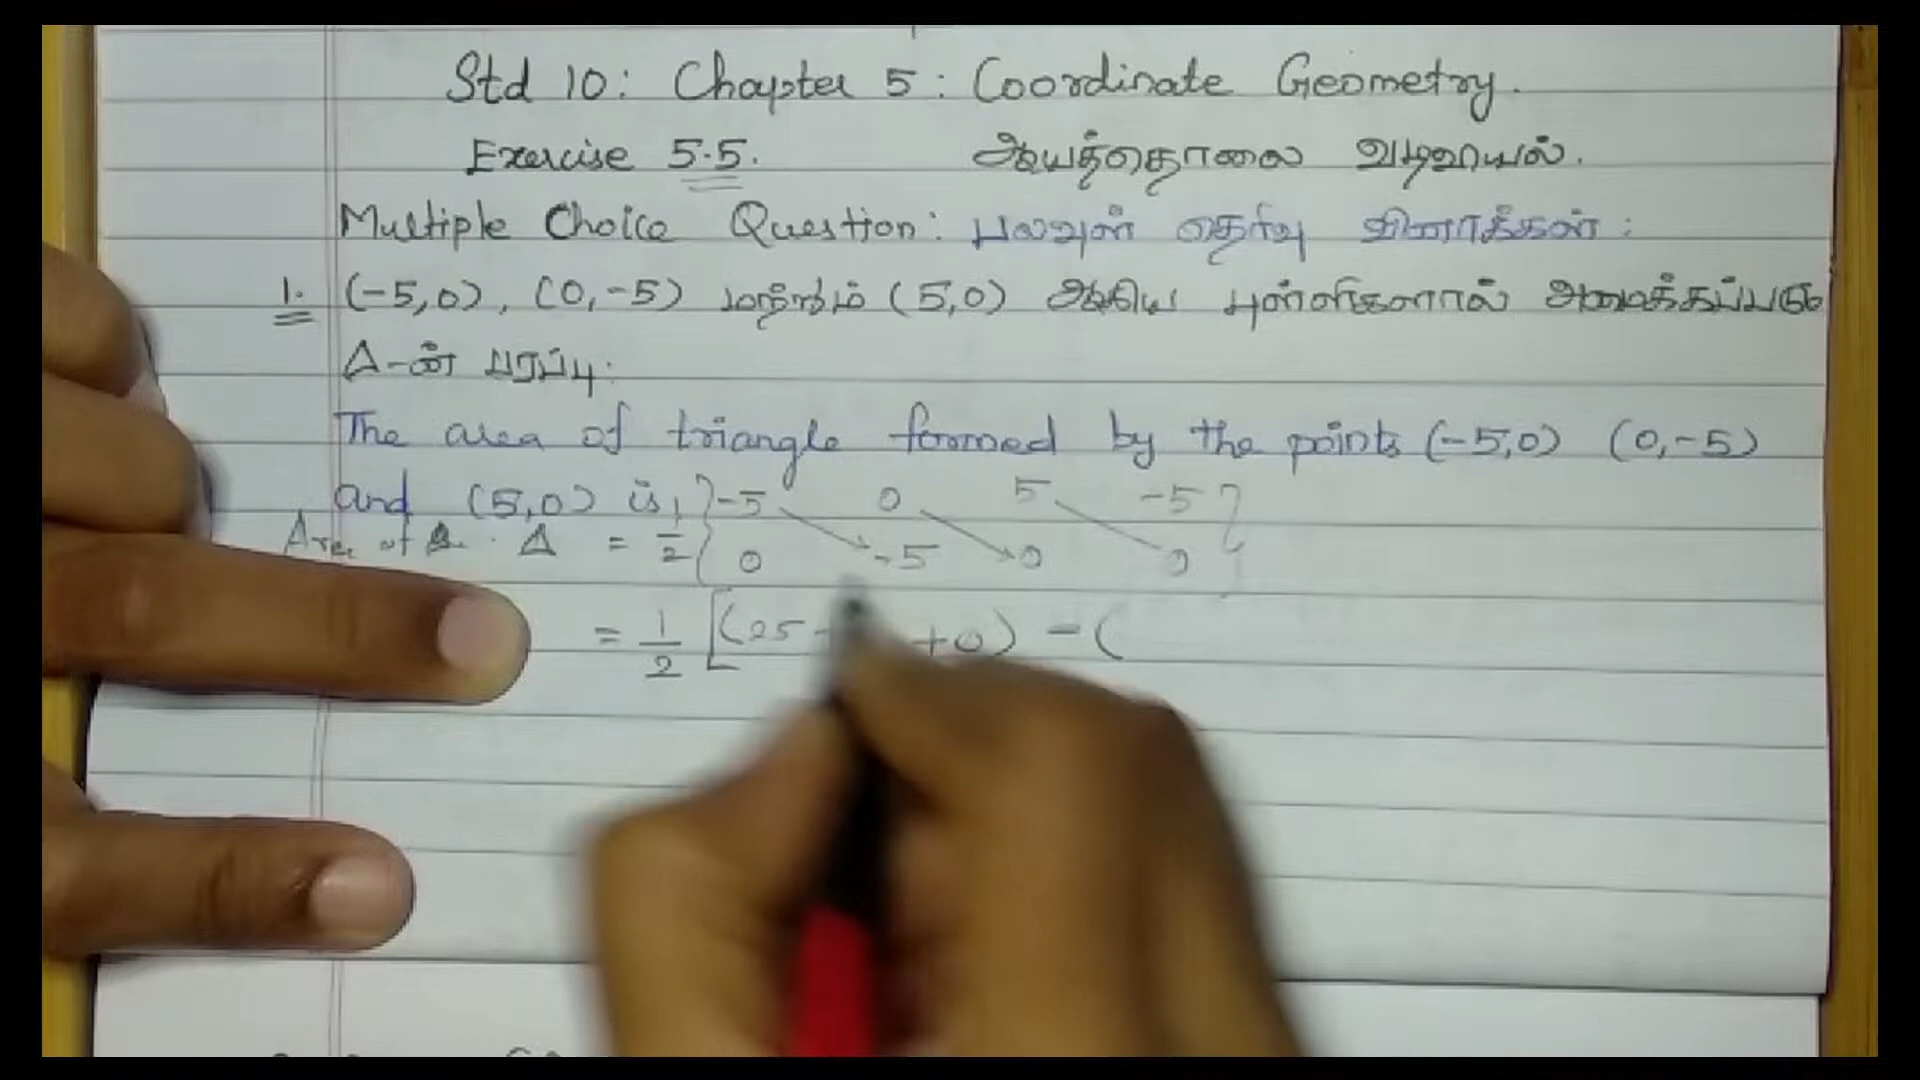 Std 10: Chapter 5: Coordinate Geometry.
Exercise 5.5. ஆயத்தொலை வடிவியல்.
Multiple Choice Question: பலவுள் தெரிவு வினாக்கள்:
1. (-5,0), (0,-5) மற்றும் (5,0) ஆகிய புள்ளிகளால் அமைக்கப்படும்
Δ-ன் பரப்பு.
The area of triangle formed by the points (-5,0) (0,-5)
and (5,0) is,
Area of Δ = 1/2 { -5 0 5 -5 }
0 -5 0 0
= 1/2 [(25 + +0) - (